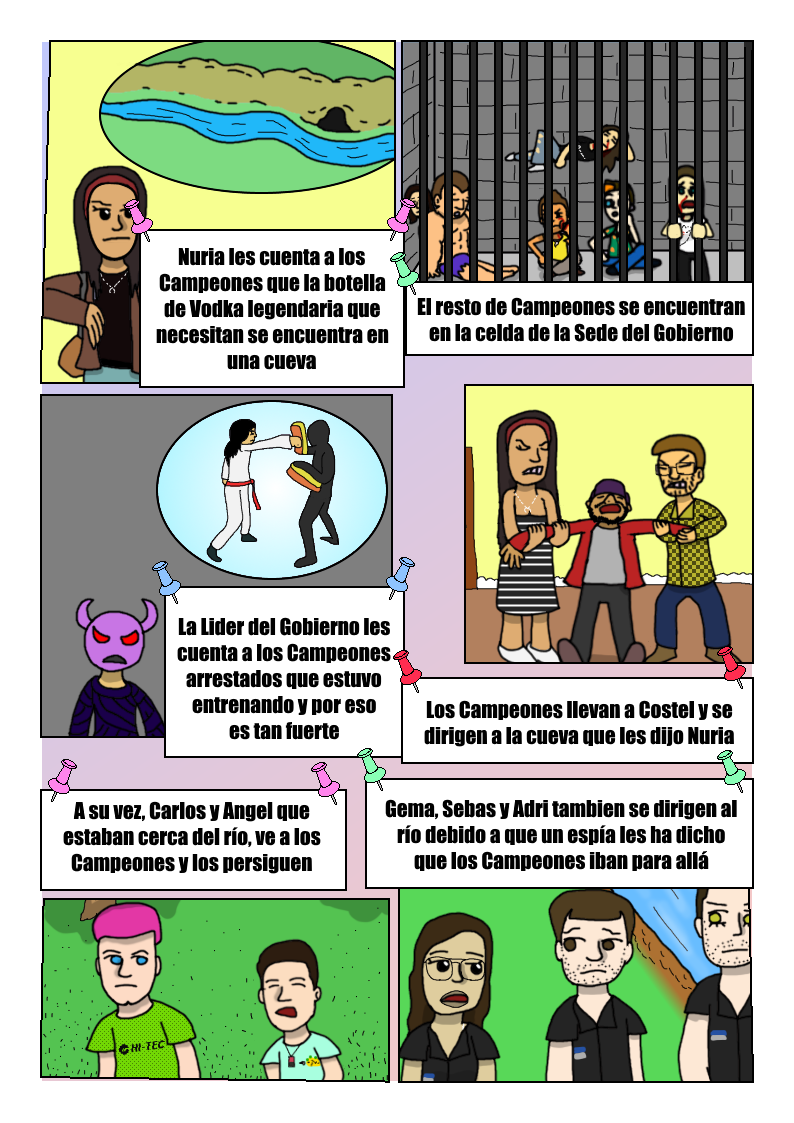 Nuria les cuenta a los
Campeones que la botella
de Vodka legendaria que
necesitan se encuentra en
una cueva
El resto de Campeones se encuentran
en la celda de la Sede del Gobierno
La Lider del Gobierno les
cuenta a los Campeones
arrestados que estuvo
entrenando y por eso
es tan fuerte
Los Campeones llevan a Costel y se
dirigen a la cueva que les dijo Nuria
A su vez, Carlos y Angel que
estaban cerca del río, ve a los
Campeones y los persiguen
Gema, Sebas y Adri tambien se dirigen al
río debido a que un espía les ha dicho
que los Campeones iban para allá
HI-TEC